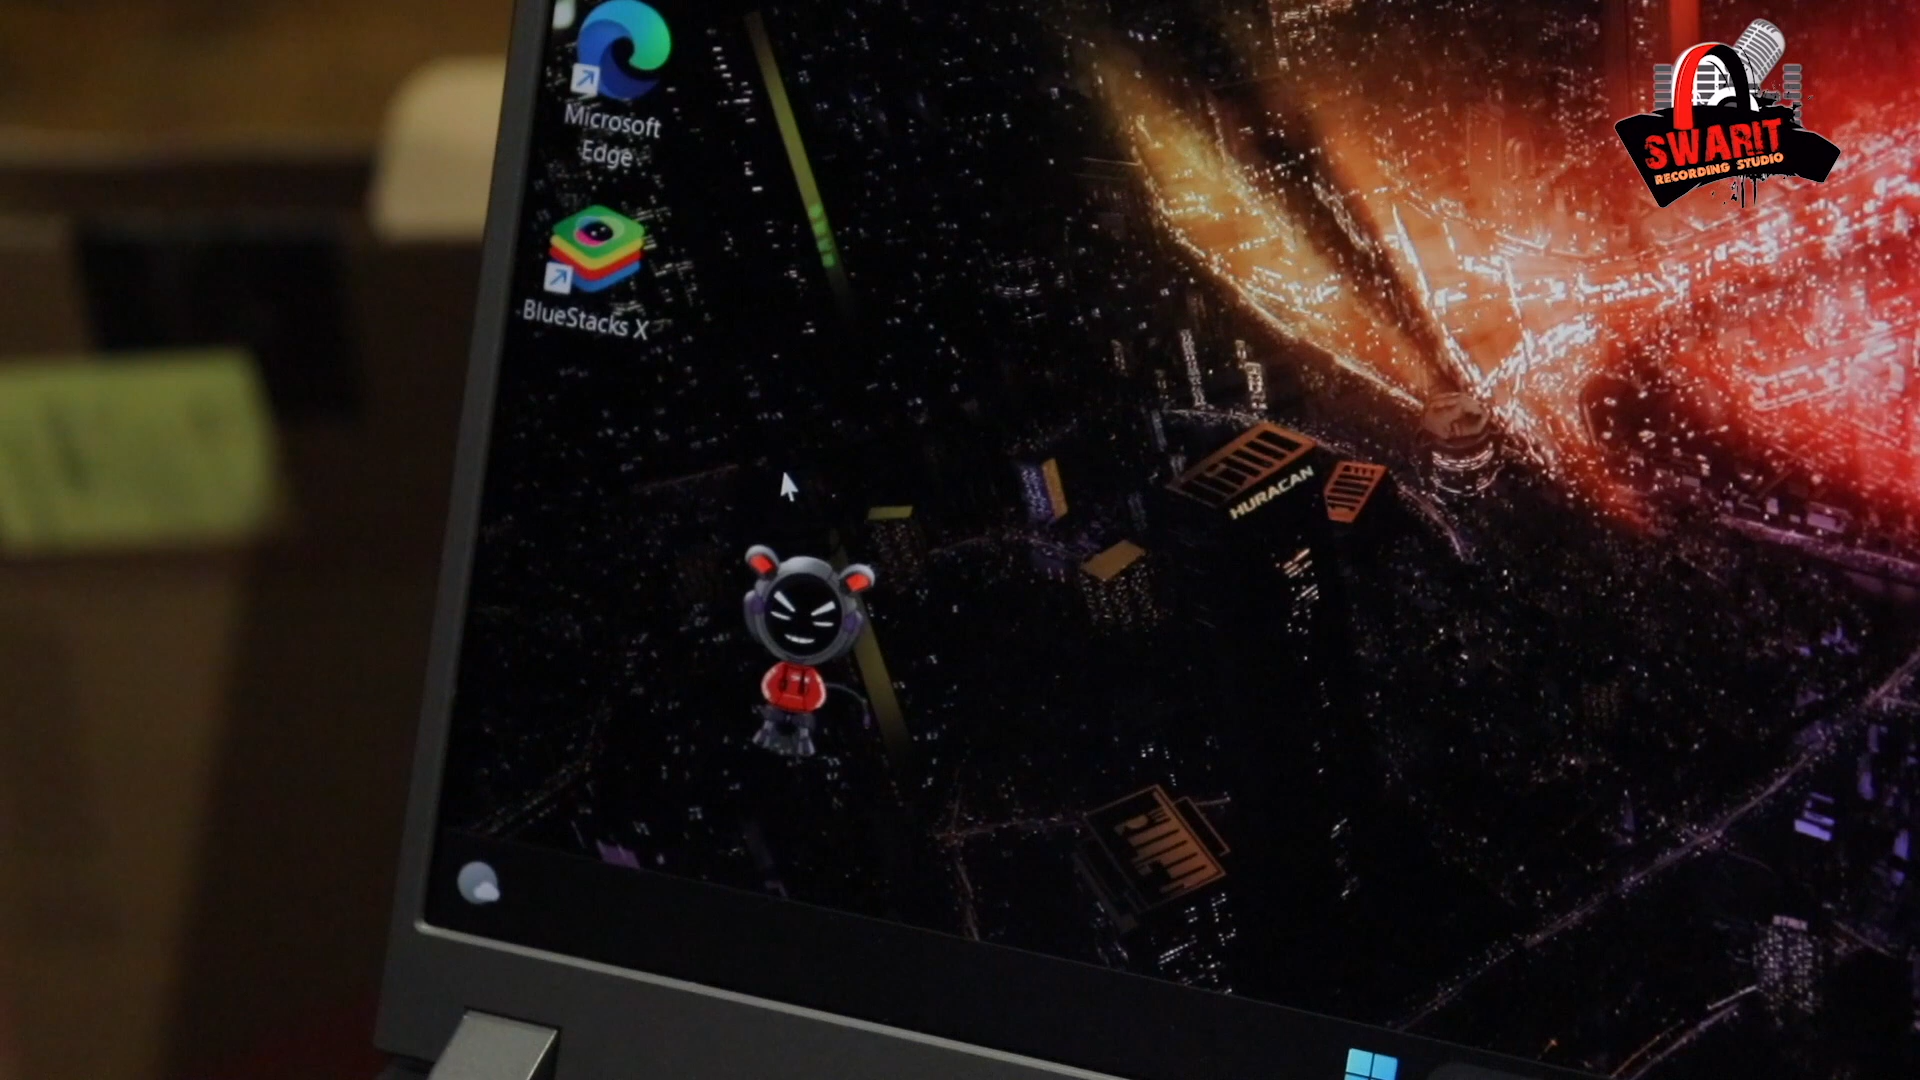 Microsoft
Edge
BlueStacks X
HURACAN
SWARIT
RECORDING STUDIO